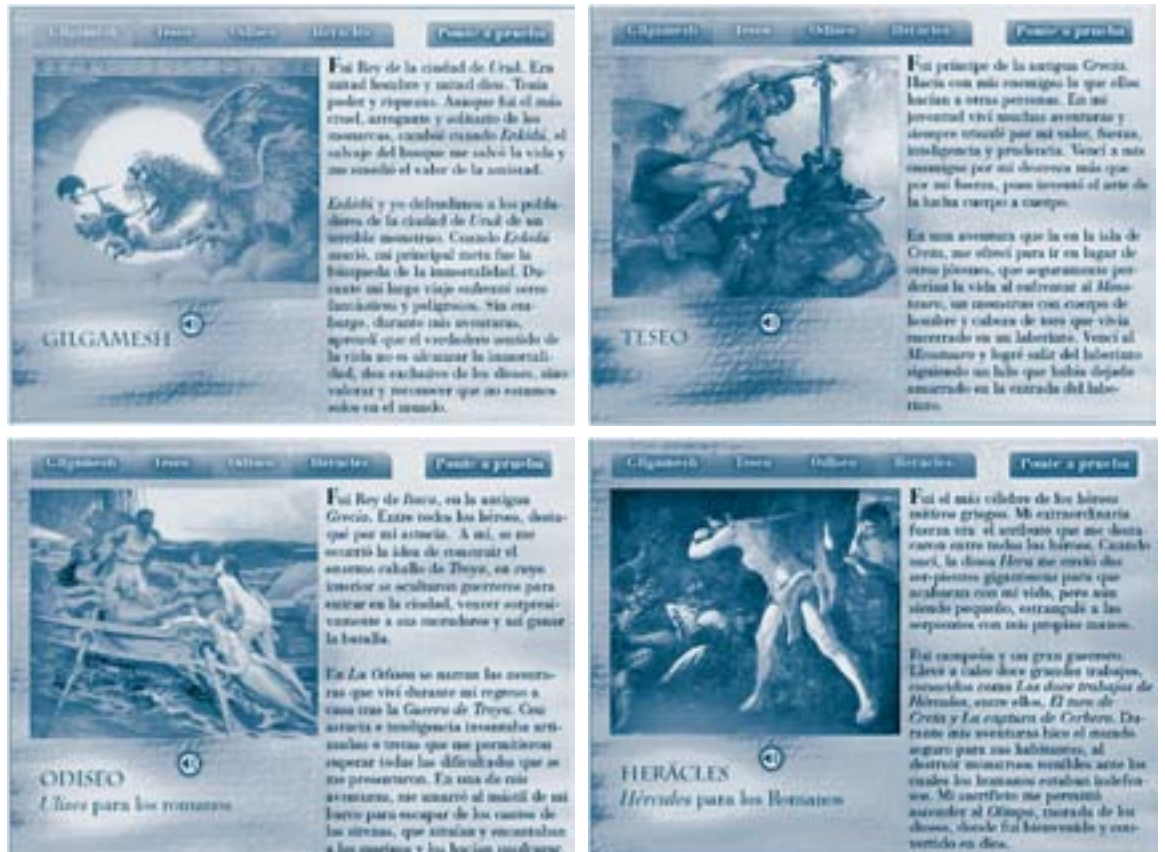 Gilgamesh Teseo Odiseo Heracles Ponte a prueba
Fui Rey de la ciudad de Uruk. Era
mitad hombre y mitad dios. Tenía
poder y riquezas. Aunque fui el más
cruel, arrogante y solitario de los
monarcas, cambié cuando Enkidu, el
salvaje del bosque me salvó la vida y
me enseñó el valor de la amistad.
Enkidu y yo defendimos a los pobla-
dores de la ciudad de Uruk de un
terrible monstruo. Cuando Enkidu
murió, mi principal meta fue la
búsqueda de la inmortalidad. Du-
rante mi largo viaje enfrenté seres
fantásticos y peligrosos. Sin em-
bargo, durante mis aventuras,
aprendí que el verdadero sentido de
la vida no es alcanzar la inmortali-
dad, don exclusivo de los dioses, sino
valorar y reconocer que no estamos
solos en el mundo.
GILGAMESH
Gilgamesh Teseo Odiseo Heracles Ponte a prueba
Fui príncipe de la antigua Grecia.
Hacía con mis enemigos lo que ellos
hacían a otras personas. En mi
juventud viví muchas aventuras y
siempre triunfé por mi valor, fuerza,
inteligencia y prudencia. Vencí a mis
enemigos por mi destreza más que
por mi fuerza, pues inventé el arte de
la lucha cuerpo a cuerpo.
En una aventura que la en la isla de
Creta, me ofrecí para ir en lugar de
otros jóvenes, que seguramente per-
derían la vida al enfrentar al Mino-
tauro, un monstruo con cuerpo de
hombre y cabeza de toro que vivía
encerrado en un laberinto. Vencí al
Minotauro y logré salir del laberinto
siguiendo un hilo que había dejado
amarrado en la entrada del labe-
rinto.
TESEO
Gilgamesh Teseo Odiseo Heracles Ponte a prueba
Fui Rey de Ítaca, en la antigua
Grecia. Entre todos los héroes, desta-
qué por mi astucia. A mí, se me
ocurrió la idea de construir el
enorme caballo de Troya, en cuyo
interior se ocultaron guerreros para
entrar en la ciudad, vencer sorpresi-
vamente a sus moradores y así ganar
la batalla.
En La Odisea se narran las aventu-
ras que viví durante mi regreso a
casa tras la Guerra de Troya. Con
astucia e inteligencia inventaba arti-
mañas o tretas que me permitieron
superar todas las dificultades que se
me presentaron. En una de mis
aventuras, me amarré al mástil de mi
barco para escapar de los cantos de
las sirenas, que atraían y encantaban
a los marinos y los hacían naufragar.
ODISEO
Ulises para los romanos
Gilgamesh Teseo Odiseo Heracles Ponte a prueba
Fui el más célebre de los héroes
míticos griegos. Mi extraordinaria
fuerza era el atributo que me desta-
caron entre todos los héroes. Cuando
nací, la diosa Hera me envió dos
serpientes gigantescas para que
acabaran con mi vida, pero aún
siendo pequeño, estrangulé a las
serpientes con mis propias manos.
Fui campeón y un gran guerrero.
Llevé a cabo doce grandes trabajos,
conocidos como Los doce trabajos de
Hércules, entre ellos, El toro de
Creta y La captura de Cerbero. Du-
rante mis aventuras hice el mundo
seguro para sus habitantes, al
destruir monstruos temibles ante los
cuales los humanos estaban indefen-
sos. Mi sacrificio me permitió
ascender al Olimpo, morada de los
dioses, donde fui bienvenido y con-
vertido en dios.
HERÁCLES
Hércules para los Romanos